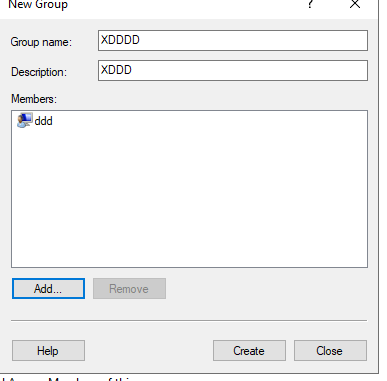 New Group
?
Group name: XDDDD
Description: XDDD
Members:
ddd
Add... Remove
Help Create Close